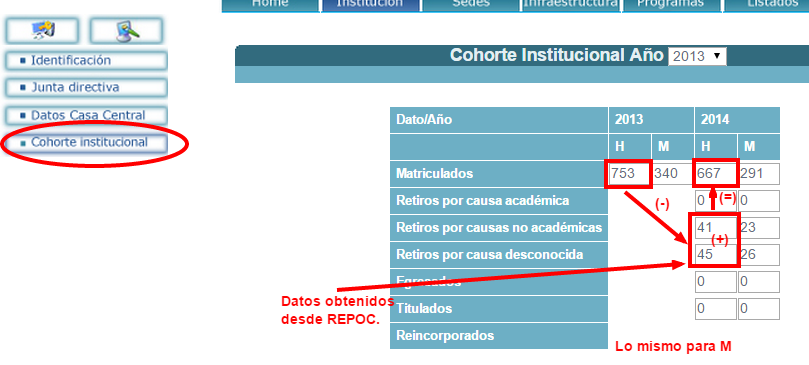 Home Institución Sedes Infraestructura Programas Listados
Identificación
Junta directiva
Datos Casa Central
Cohorte institucional
Cohorte Institucional Año 2013
Dato/Año 2013 2014
H M H M
Matriculados 753 340 667 291
Retiros por causa académica 0 0
(-) (=)
Retiros por causas no académicas 41 23
(+)
Retiros por causa desconocida 45 26
Egresados 0 0
Datos obtenidos
desde REPOC.
Titulados 0 0
Reincorporados
Lo mismo para M